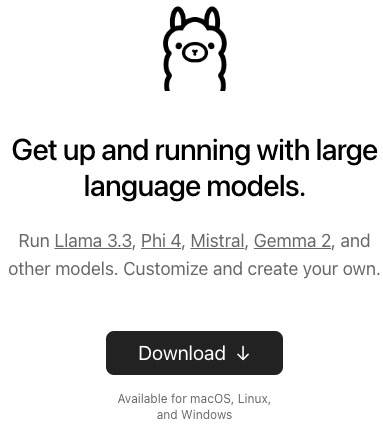 Get up and running with large
language models.
Run Llama 3.3, Phi 4, Mistral, Gemma 2, and
other models. Customize and create your own.
Download ↓
Available for macOS, Linux,
and Windows